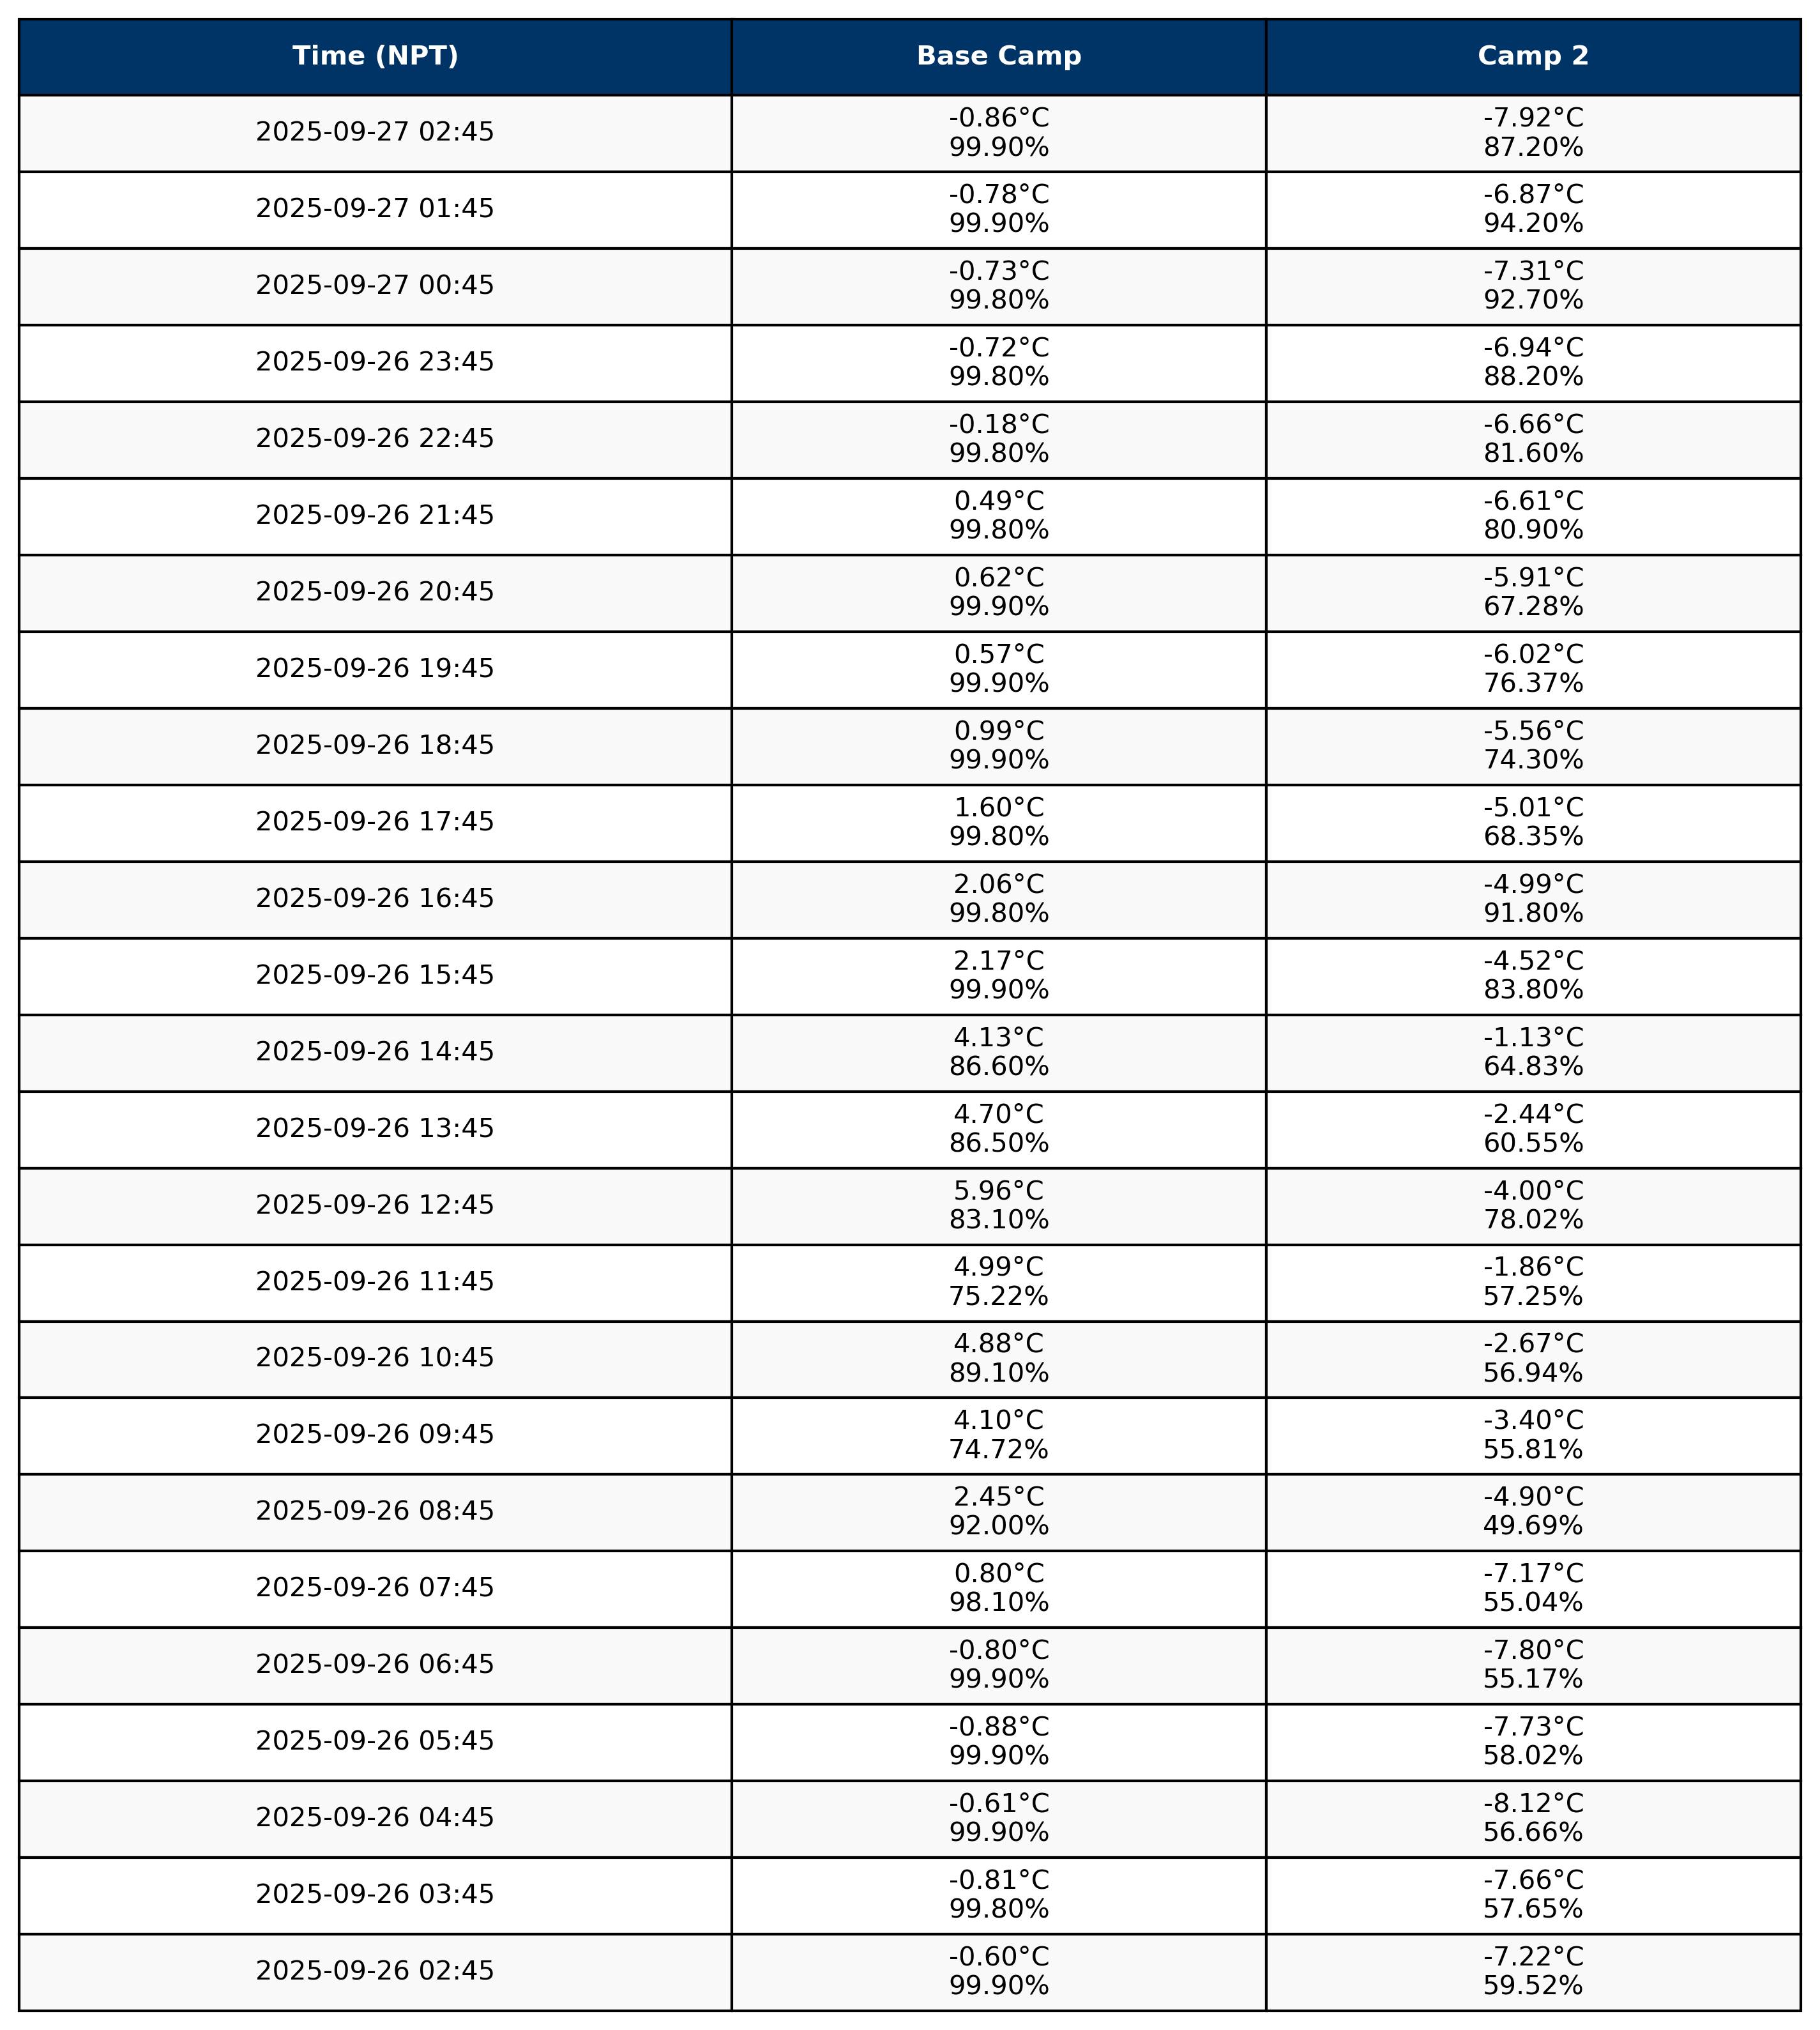 Time (NPT) Base Camp Camp 2
2025-09-27 02:45 -0.86°C -7.92°C
99.90% 87.20%
2025-09-27 01:45 -0.78°C -6.87°C
99.90% 94.20%
2025-09-27 00:45 -0.73°C -7.31°C
99.80% 92.70%
2025-09-26 23:45 -0.72°C -6.94°C
99.80% 88.20%
2025-09-26 22:45 -0.18°C -6.66°C
99.80% 81.60%
2025-09-26 21:45 0.49°C -6.61°C
99.80% 80.90%
2025-09-26 20:45 0.62°C -5.91°C
99.90% 67.28%
2025-09-26 19:45 0.57°C -6.02°C
99.90% 76.37%
2025-09-26 18:45 0.99°C -5.56°C
99.90% 74.30%
2025-09-26 17:45 1.60°C -5.01°C
99.80% 68.35%
2025-09-26 16:45 2.06°C -4.99°C
99.80% 91.80%
2025-09-26 15:45 2.17°C -4.52°C
99.90% 83.80%
2025-09-26 14:45 4.13°C -1.13°C
86.60% 64.83%
2025-09-26 13:45 4.70°C -2.44°C
86.50% 60.55%
2025-09-26 12:45 5.96°C -4.00°C
83.10% 78.02%
2025-09-26 11:45 4.99°C -1.86°C
75.22% 57.25%
2025-09-26 10:45 4.88°C -2.67°C
89.10% 56.94%
2025-09-26 09:45 4.10°C -3.40°C
74.72% 55.81%
2025-09-26 08:45 2.45°C -4.90°C
92.00% 49.69%
2025-09-26 07:45 0.80°C -7.17°C
98.10% 55.04%
2025-09-26 06:45 -0.80°C -7.80°C
99.90% 55.17%
2025-09-26 05:45 -0.88°C -7.73°C
99.90% 58.02%
2025-09-26 04:45 -0.61°C -8.12°C
99.90% 56.66%
2025-09-26 03:45 -0.81°C -7.66°C
99.80% 57.65%
2025-09-26 02:45 -0.60°C -7.22°C
99.90% 59.52%